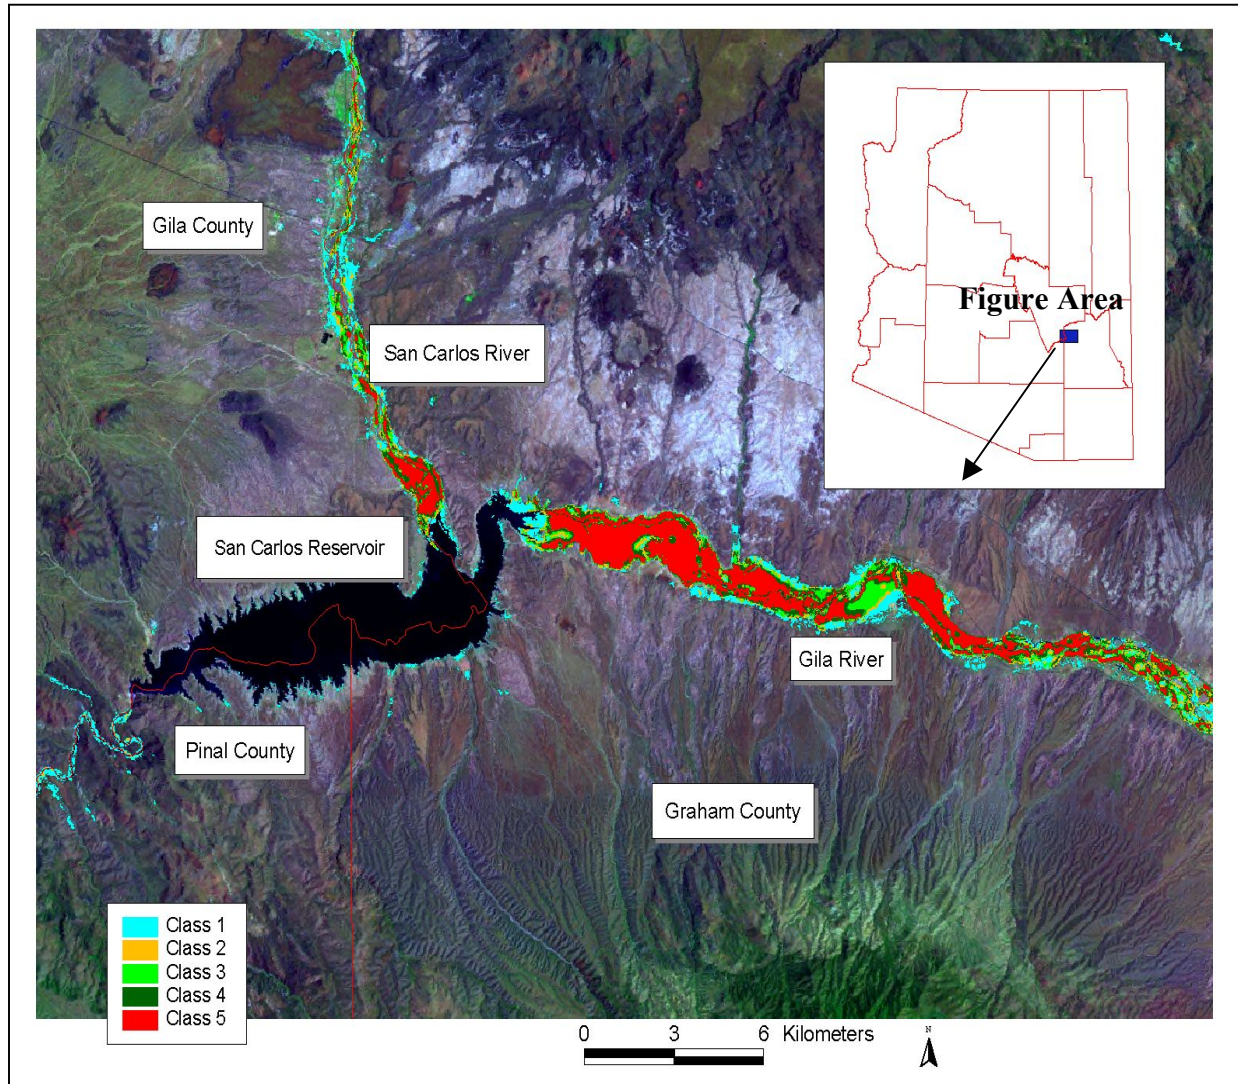 Figure Area
Gila County
San Carlos River
San Carlos Reservoir
Gila River
Pinal County
Graham County
Class 1
Class 2
Class 3
Class 4
Class 5
0 3 6 Kilometers
N